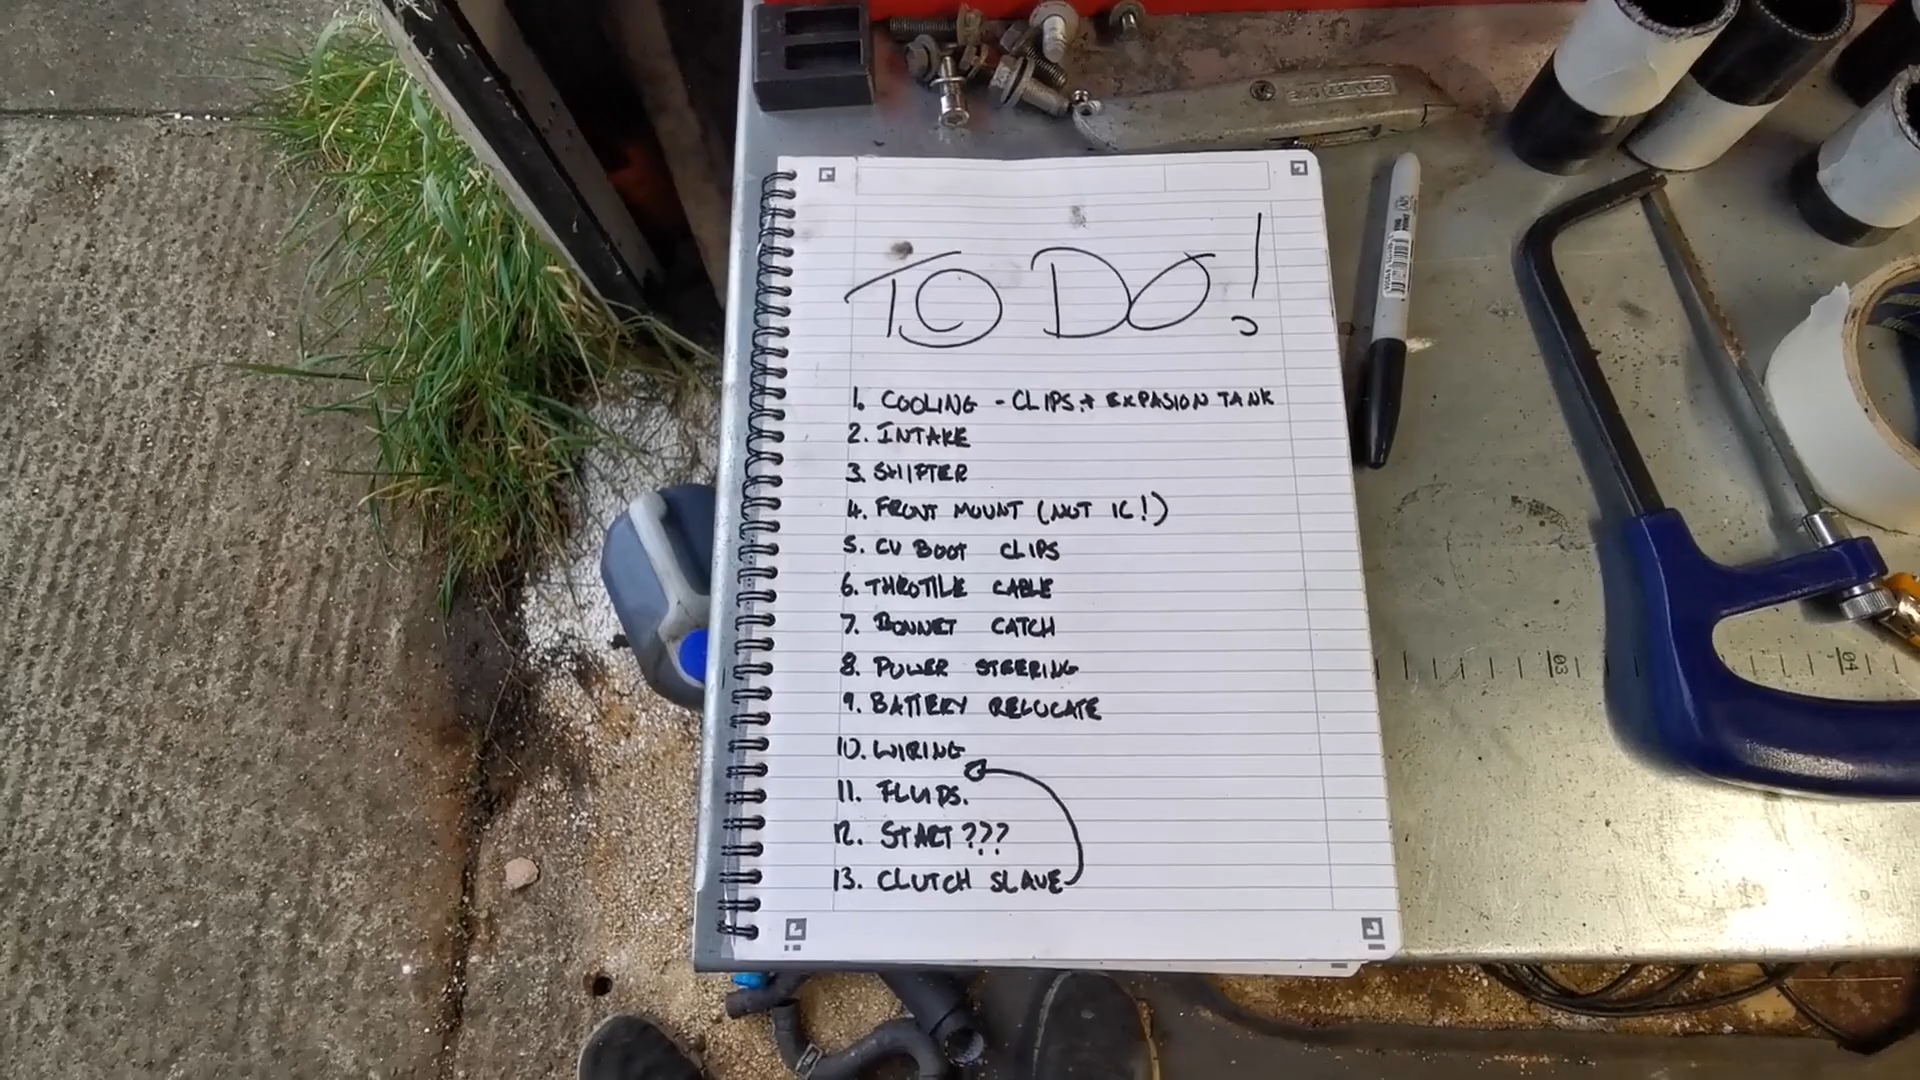 TO DO!
1. COOLING - CLIPS + EXPASION TANK
2. INTAKE
3. SHIFTER
4. FRONT MOUNT (NOT IC!)
5. CV BOOT CLIPS
6. THROTTLE CABLE
7. BONNET CATCH
8. POWER STEERING
9. BATTERY RELOCATE
10. WIRING
11. FLUIDS.
12. START???
13. CLUTCH SLAVE
03
04